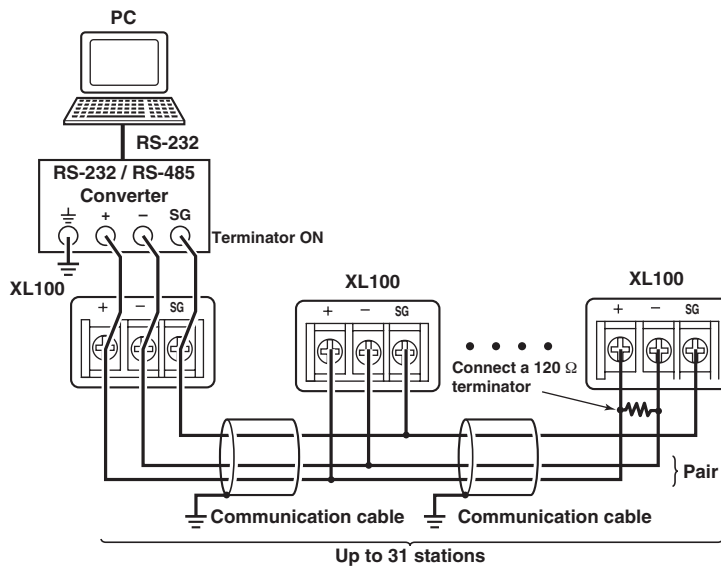 PC
RS-232
RS-232 / RS-485
Converter
+ − SG
Terminator ON
XL100
+ − SG
XL100
+ − SG
XL100
+ − SG
Connect a 120 Ω
terminator
Pair
Communication cable
Communication cable
Up to 31 stations